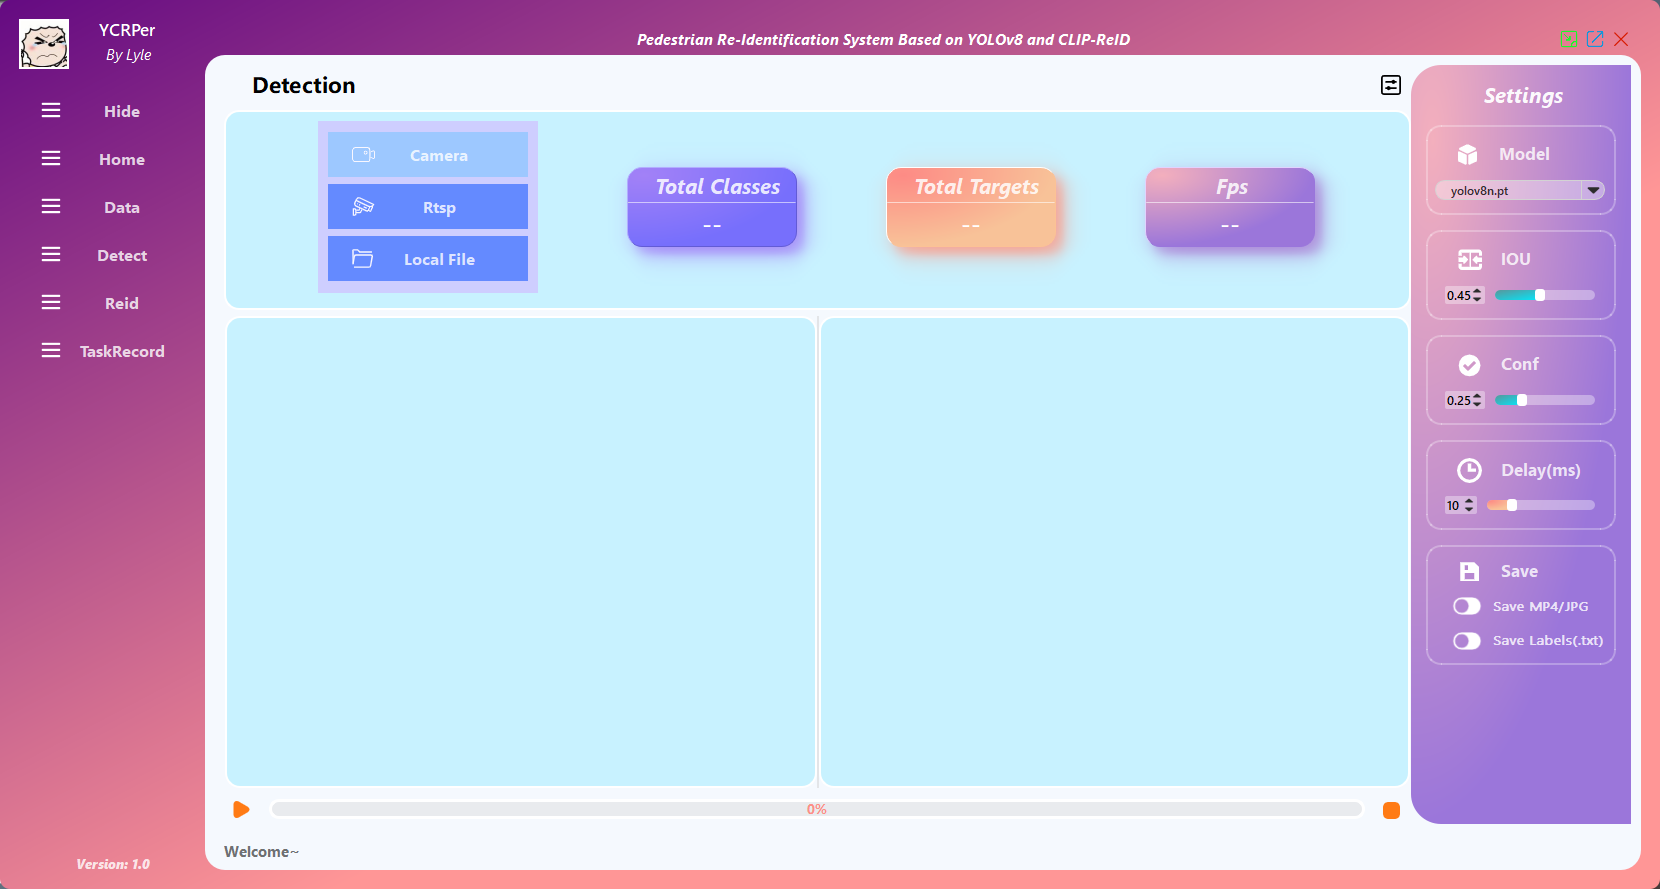 YCRPer
By Lyle
Pedestrian Re-Identification System Based on YOLOv8 and CLIP-ReID
Hide
Home
Data
Detect
Reid
TaskRecord
Version: 1.0
Detection
Camera
Rtsp
Local File
Total Classes
--
Total Targets
--
Fps
--
0%
Welcome~
Settings
Model
yolov8n.pt
IOU
0.45
Conf
0.25
Delay(ms)
10
Save
Save MP4/JPG
Save Labels(.txt)